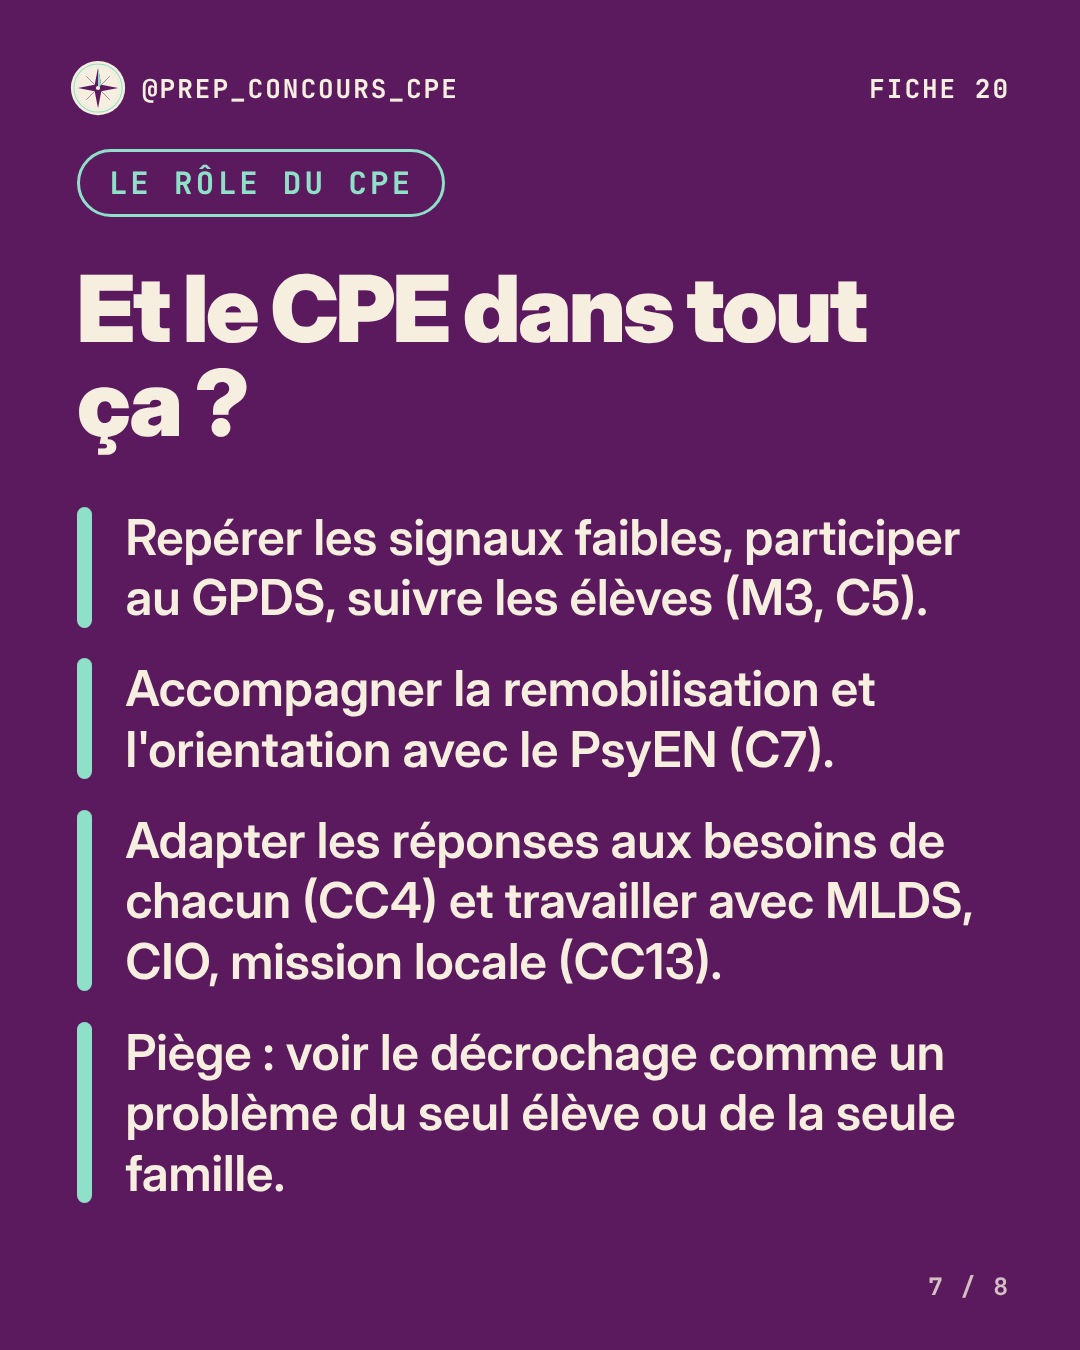 @PREP_CONCOURS_CPE
FICHE 20
LE RÔLE DU CPE
Et le CPE dans tout
ça ?
Repérer les signaux faibles, participer
au GPDS, suivre les élèves (M3, C5).
Accompagner la remobilisation et
l'orientation avec le PsyEN (C7).
Adapter les réponses aux besoins de
chacun (CC4) et travailler avec MLDS,
CIO, mission locale (CC13).
Piège : voir le décrochage comme un
problème du seul élève ou de la seule
famille.
7 / 8